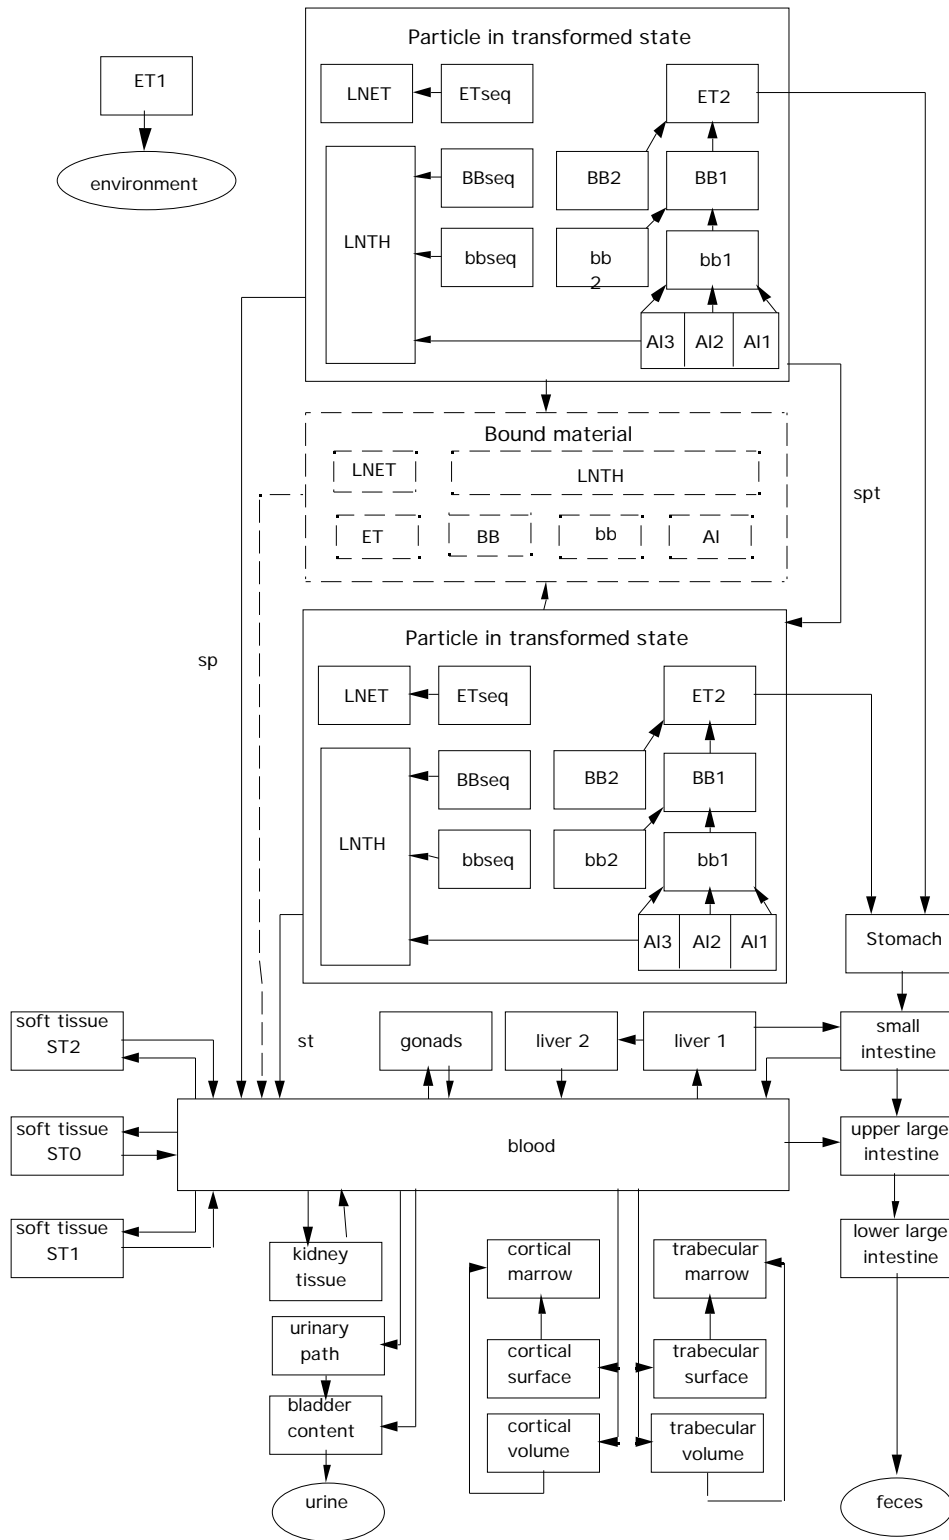 Particle in transformed state
ET1
environment
LNET
ETseq
ET2
BBseq
BB2
BB1
LNTH
bbseq
bb
2
bb1
AI3
AI2
AI1
Bound material
LNET
LNTH
spt
ET
BB
bb
AI
sp
Particle in transformed state
LNET
ETseq
ET2
BBseq
BB2
BB1
LNTH
bbseq
bb2
bb1
AI3
AI2
AI1
Stomach
st
soft tissue
ST2
gonads
liver 2
liver 1
small
intestine
soft tissue
ST0
blood
upper large
intestine
soft tissue
ST1
kidney
tissue
cortical
marrow
trabecular
marrow
lower large
intestine
urinary
path
cortical
surface
trabecular
surface
bladder
content
cortical
volume
trabecular
volume
urine
feces